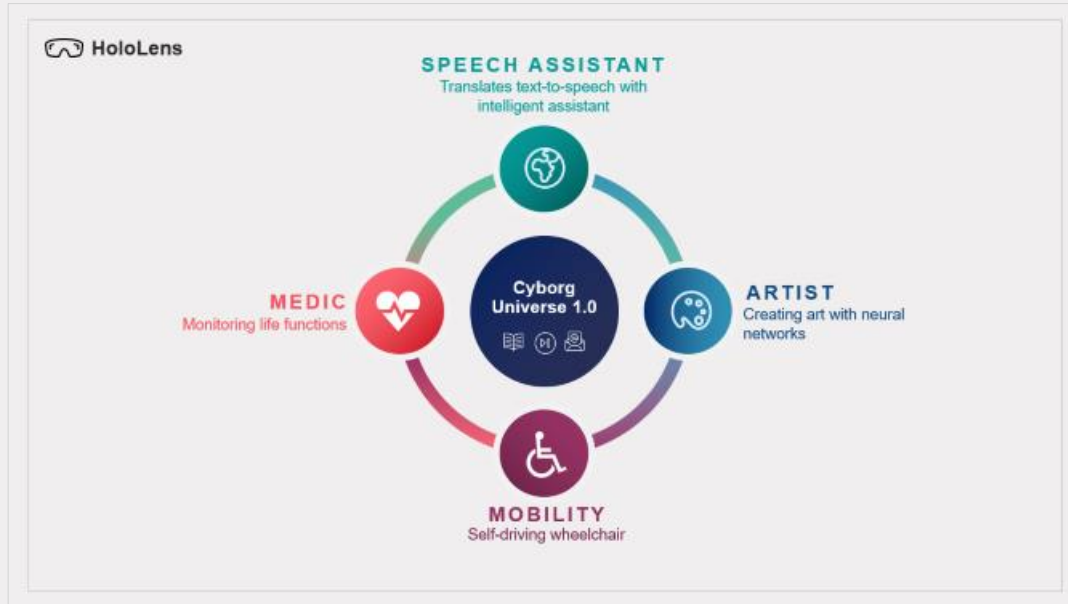 HoloLens
SPEECH ASSISTANT
Translates text-to-speech with
intelligent assistant
MEDIC
Monitoring life functions
Cyborg
Universe 1.0
ARTIST
Creating art with neural
networks
MOBILITY
Self-driving wheelchair